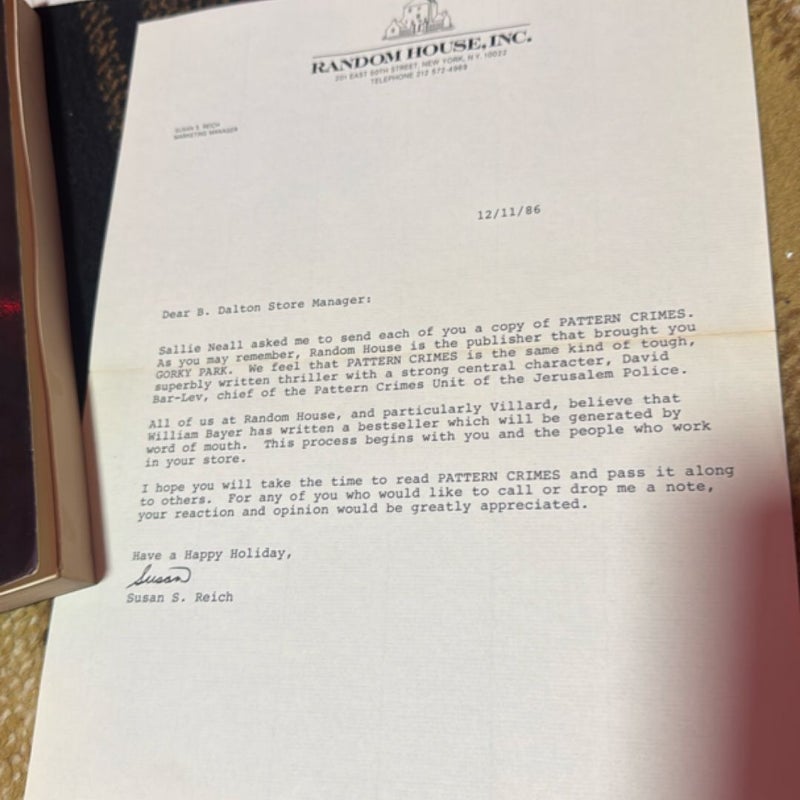 RANDOM HOUSE, INC.
201 EAST 50TH STREET, NEW YORK, N.Y. 10022
TELEPHONE 212 572-4989
SUSAN S. REICH
MARKETING MANAGER
12/11/86
Dear B. Dalton Store Manager:
Sallie Neall asked me to send each of you a copy of PATTERN CRIMES.
As you may remember, Random House is the publisher that brought you
GORKY PARK. We feel that PATTERN CRIMES is the same kind of tough,
superbly written thriller with a strong central character, David
Bar-Lev, chief of the Pattern Crimes Unit of the Jerusalem Police.
All of us at Random House, and particularly Villard, believe that
William Bayer has written a bestseller which will be generated by
word of mouth. This process begins with you and the people who work
in your store.
I hope you will take the time to read PATTERN CRIMES and pass it along
to others. For any of you who would like to call or drop me a note,
your reaction and opinion would be greatly appreciated.
Have a Happy Holiday,
Susan
Susan S. Reich